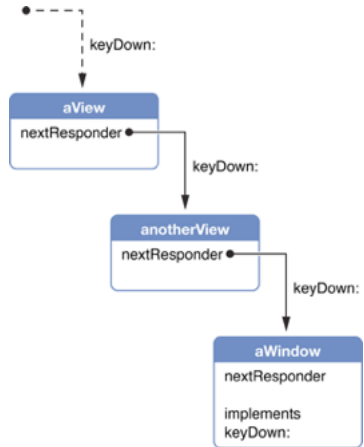 keyDown:
aView
nextResponder
keyDown:
anotherView
nextResponder
keyDown:
aWindow
nextResponder
implements
keyDown: